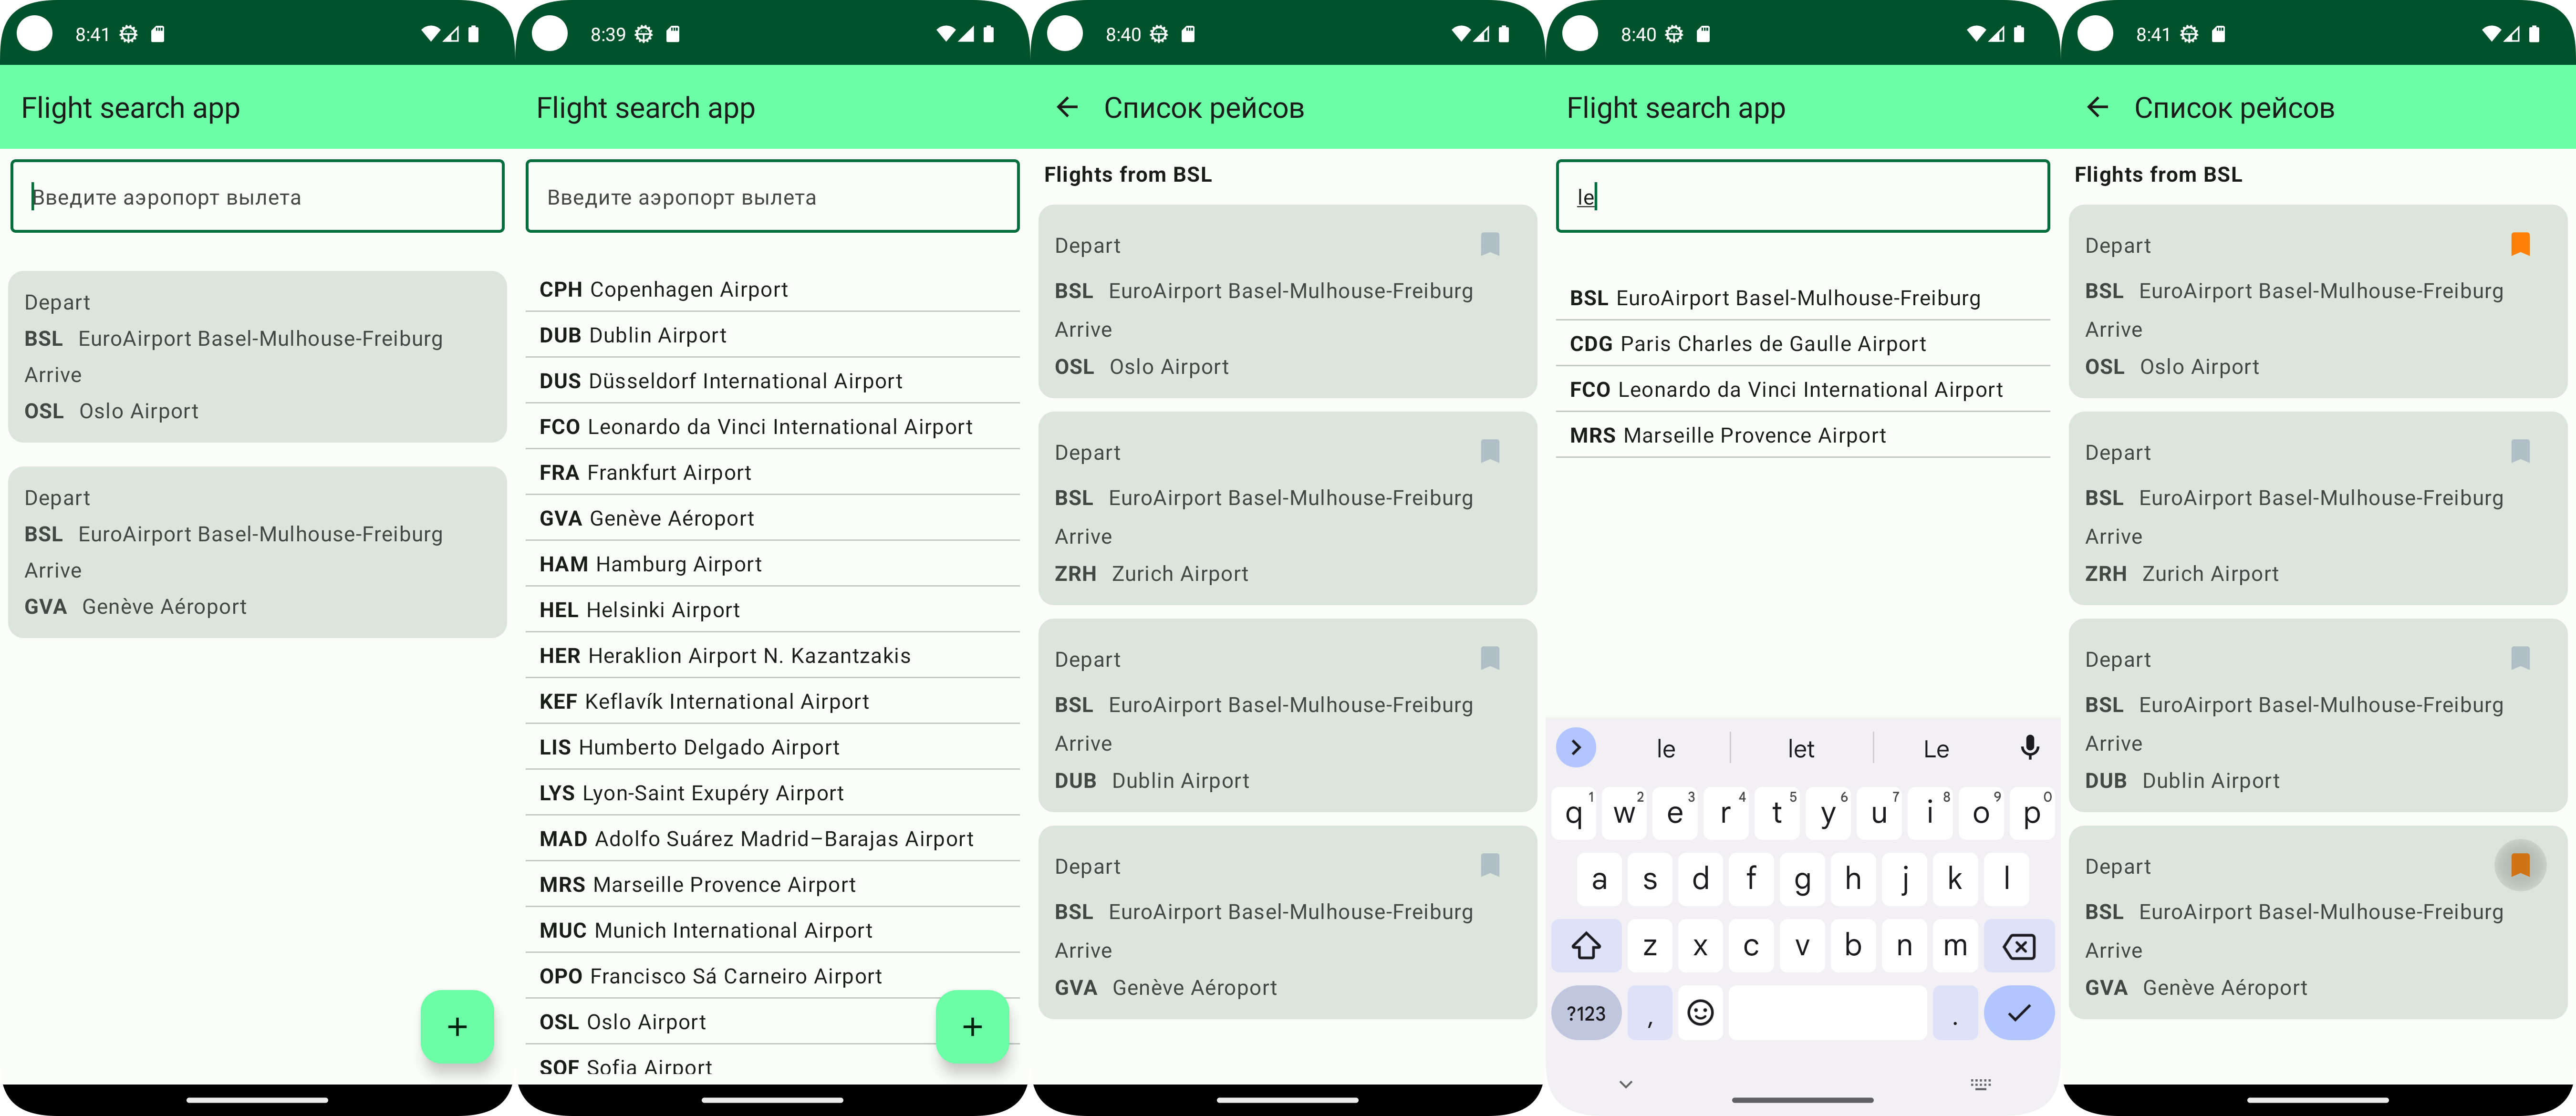 8:41
Flight search app
Введите аэропорт вылета
Depart
BSL EuroAirport Basel-Mulhouse-Freiburg
Arrive
OSL Oslo Airport
Depart
BSL EuroAirport Basel-Mulhouse-Freiburg
Arrive
GVA Genève Aéroport
+
8:39
Flight search app
Введите аэропорт вылета
CPH Copenhagen Airport
DUB Dublin Airport
DUS Düsseldorf International Airport
FCO Leonardo da Vinci International Airport
FRA Frankfurt Airport
GVA Genève Aéroport
HAM Hamburg Airport
HEL Helsinki Airport
HER Heraklion Airport N. Kazantzakis
KEF Keflavík International Airport
LIS Humberto Delgado Airport
LYS Lyon-Saint Exupéry Airport
MAD Adolfo Suárez Madrid–Barajas Airport
MRS Marseille Provence Airport
MUC Munich International Airport
OPO Francisco Sá Carneiro Airport
OSL Oslo Airport
SOF Sofia Airport
+
8:40
Список рейсов
Flights from BSL
Depart
BSL EuroAirport Basel-Mulhouse-Freiburg
Arrive
OSL Oslo Airport
Depart
BSL EuroAirport Basel-Mulhouse-Freiburg
Arrive
ZRH Zurich Airport
Depart
BSL EuroAirport Basel-Mulhouse-Freiburg
Arrive
DUB Dublin Airport
Depart
BSL EuroAirport Basel-Mulhouse-Freiburg
Arrive
GVA Genève Aéroport
8:40
Flight search app
le
BSL EuroAirport Basel-Mulhouse-Freiburg
CDG Paris Charles de Gaulle Airport
FCO Leonardo da Vinci International Airport
MRS Marseille Provence Airport
le let Le
q1 w2 e3 r4 t5 y6 u7 i8 o9 p0
a s d f g h j k l
z x c v b n m
?123 , .
8:41
Список рейсов
Flights from BSL
Depart
BSL EuroAirport Basel-Mulhouse-Freiburg
Arrive
OSL Oslo Airport
Depart
BSL EuroAirport Basel-Mulhouse-Freiburg
Arrive
ZRH Zurich Airport
Depart
BSL EuroAirport Basel-Mulhouse-Freiburg
Arrive
DUB Dublin Airport
Depart
BSL EuroAirport Basel-Mulhouse-Freiburg
Arrive
GVA Genève Aéroport